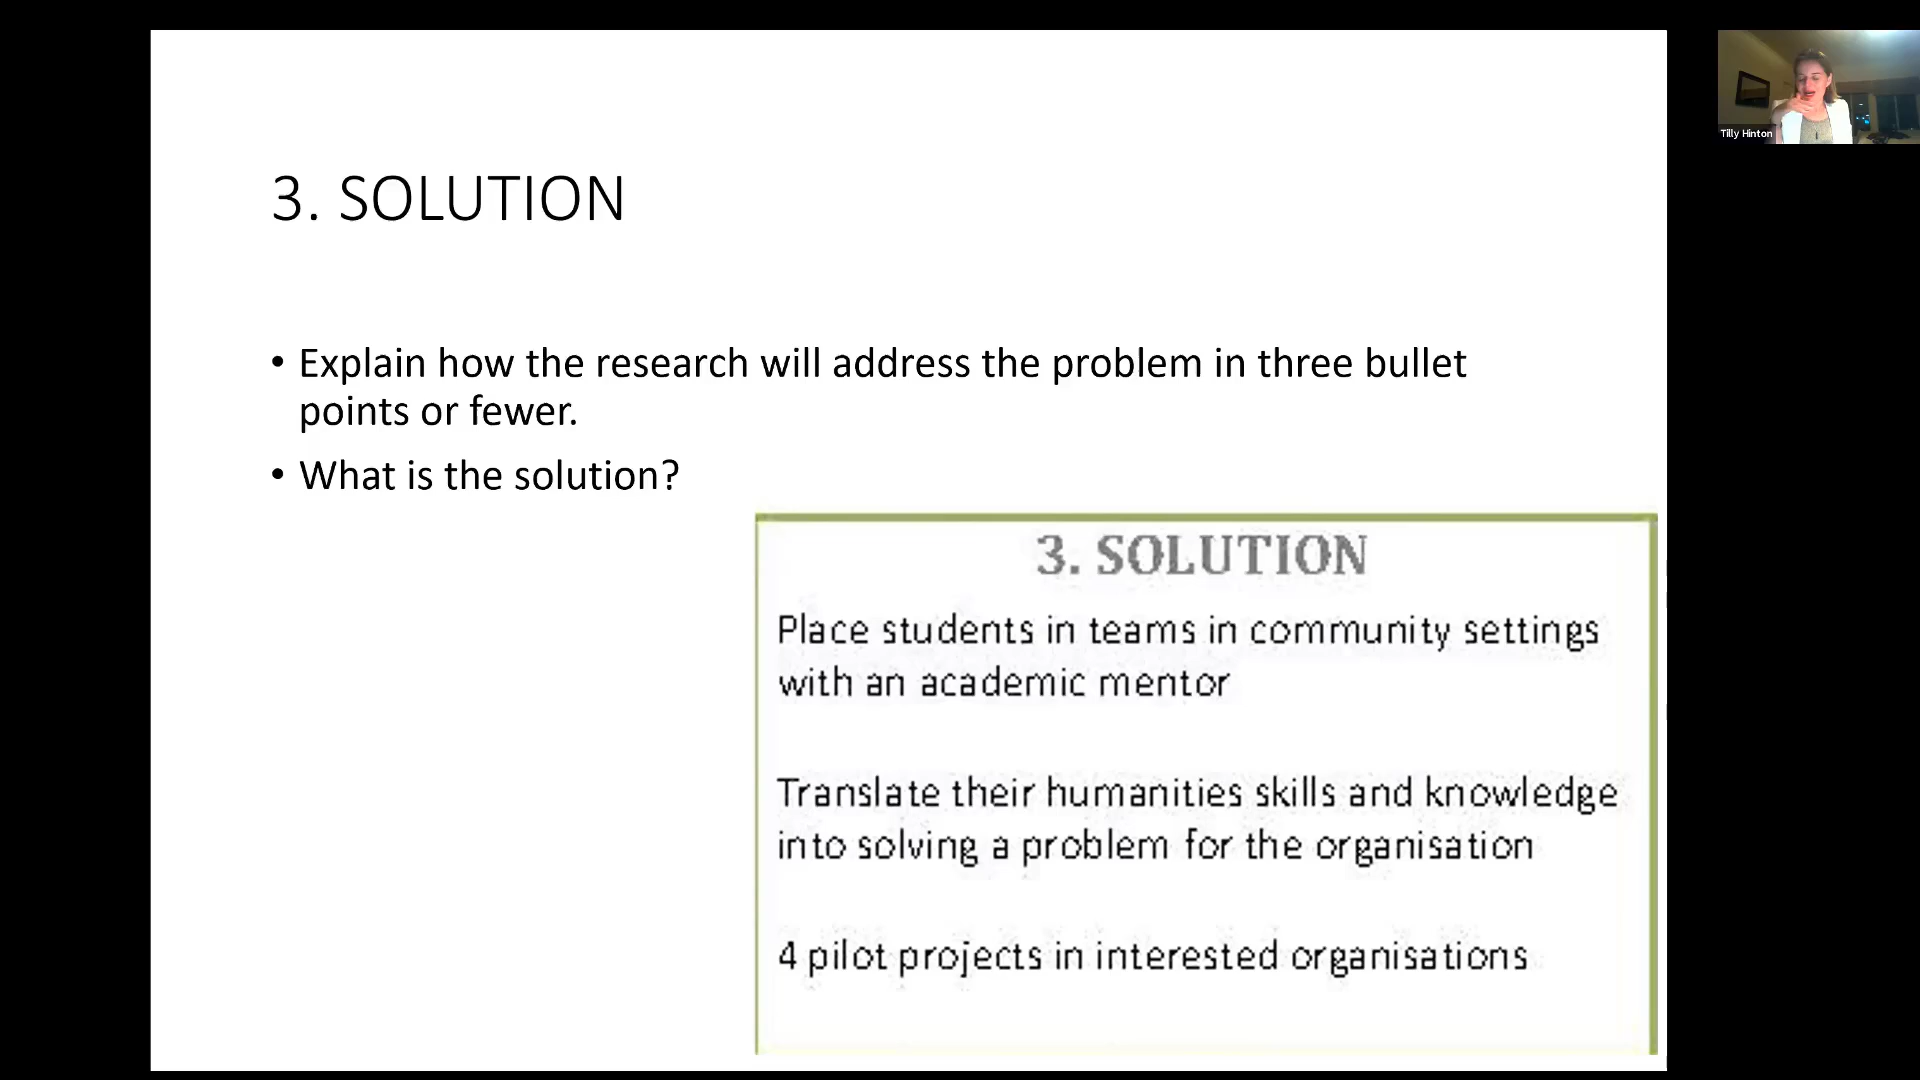 3. SOLUTION
• Explain how the research will address the problem in three bullet
points or fewer.
• What is the solution?
3. SOLUTION
Place students in teams in community settings
with an academic mentor
Translate their humanities skills and knowledge
into solving a problem for the organisation
4 pilot projects in interested organisations
Tilly Hinton